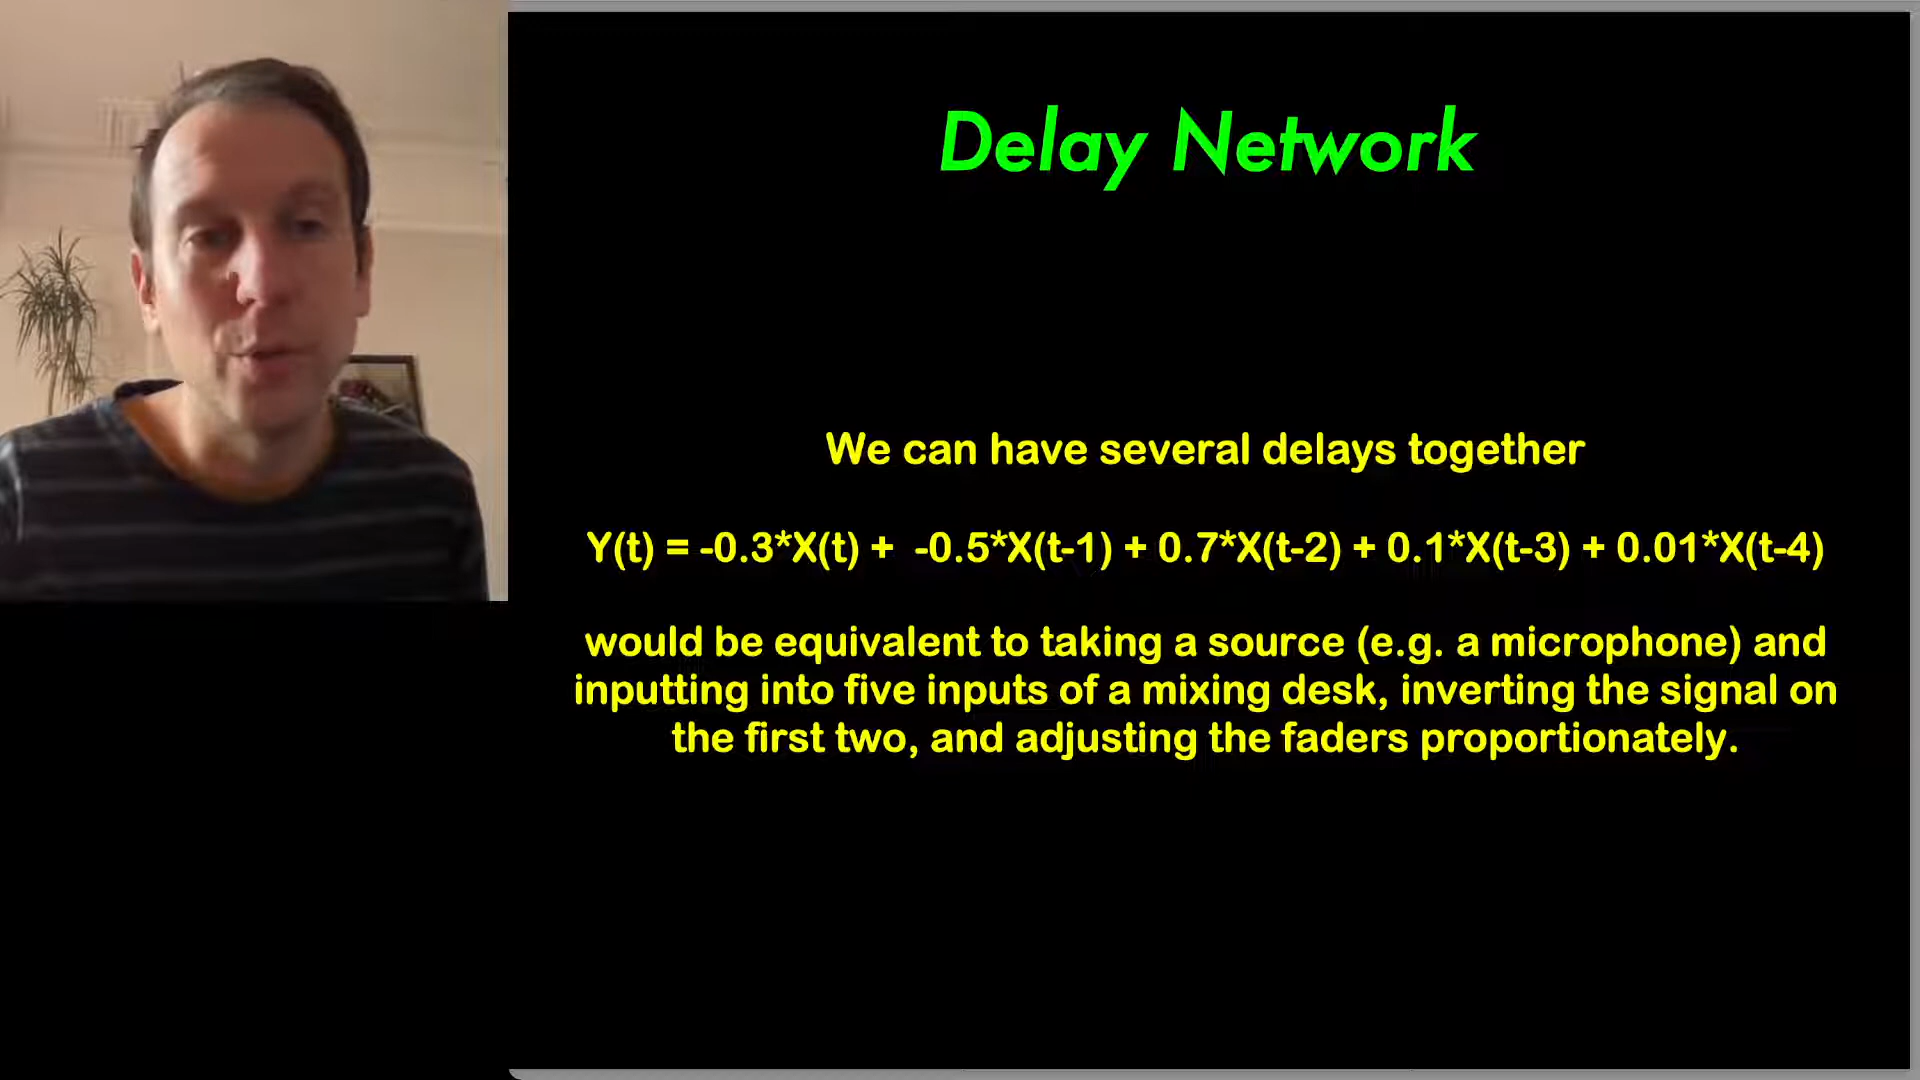 Delay Network
We can have several delays together
Y(t) = -0.3*X(t) +  -0.5*X(t-1) + 0.7*X(t-2) + 0.1*X(t-3) + 0.01*X(t-4)
would be equivalent to taking a source (e.g. a microphone) and
inputting into five inputs of a mixing desk, inverting the signal on
the first two, and adjusting the faders proportionately.